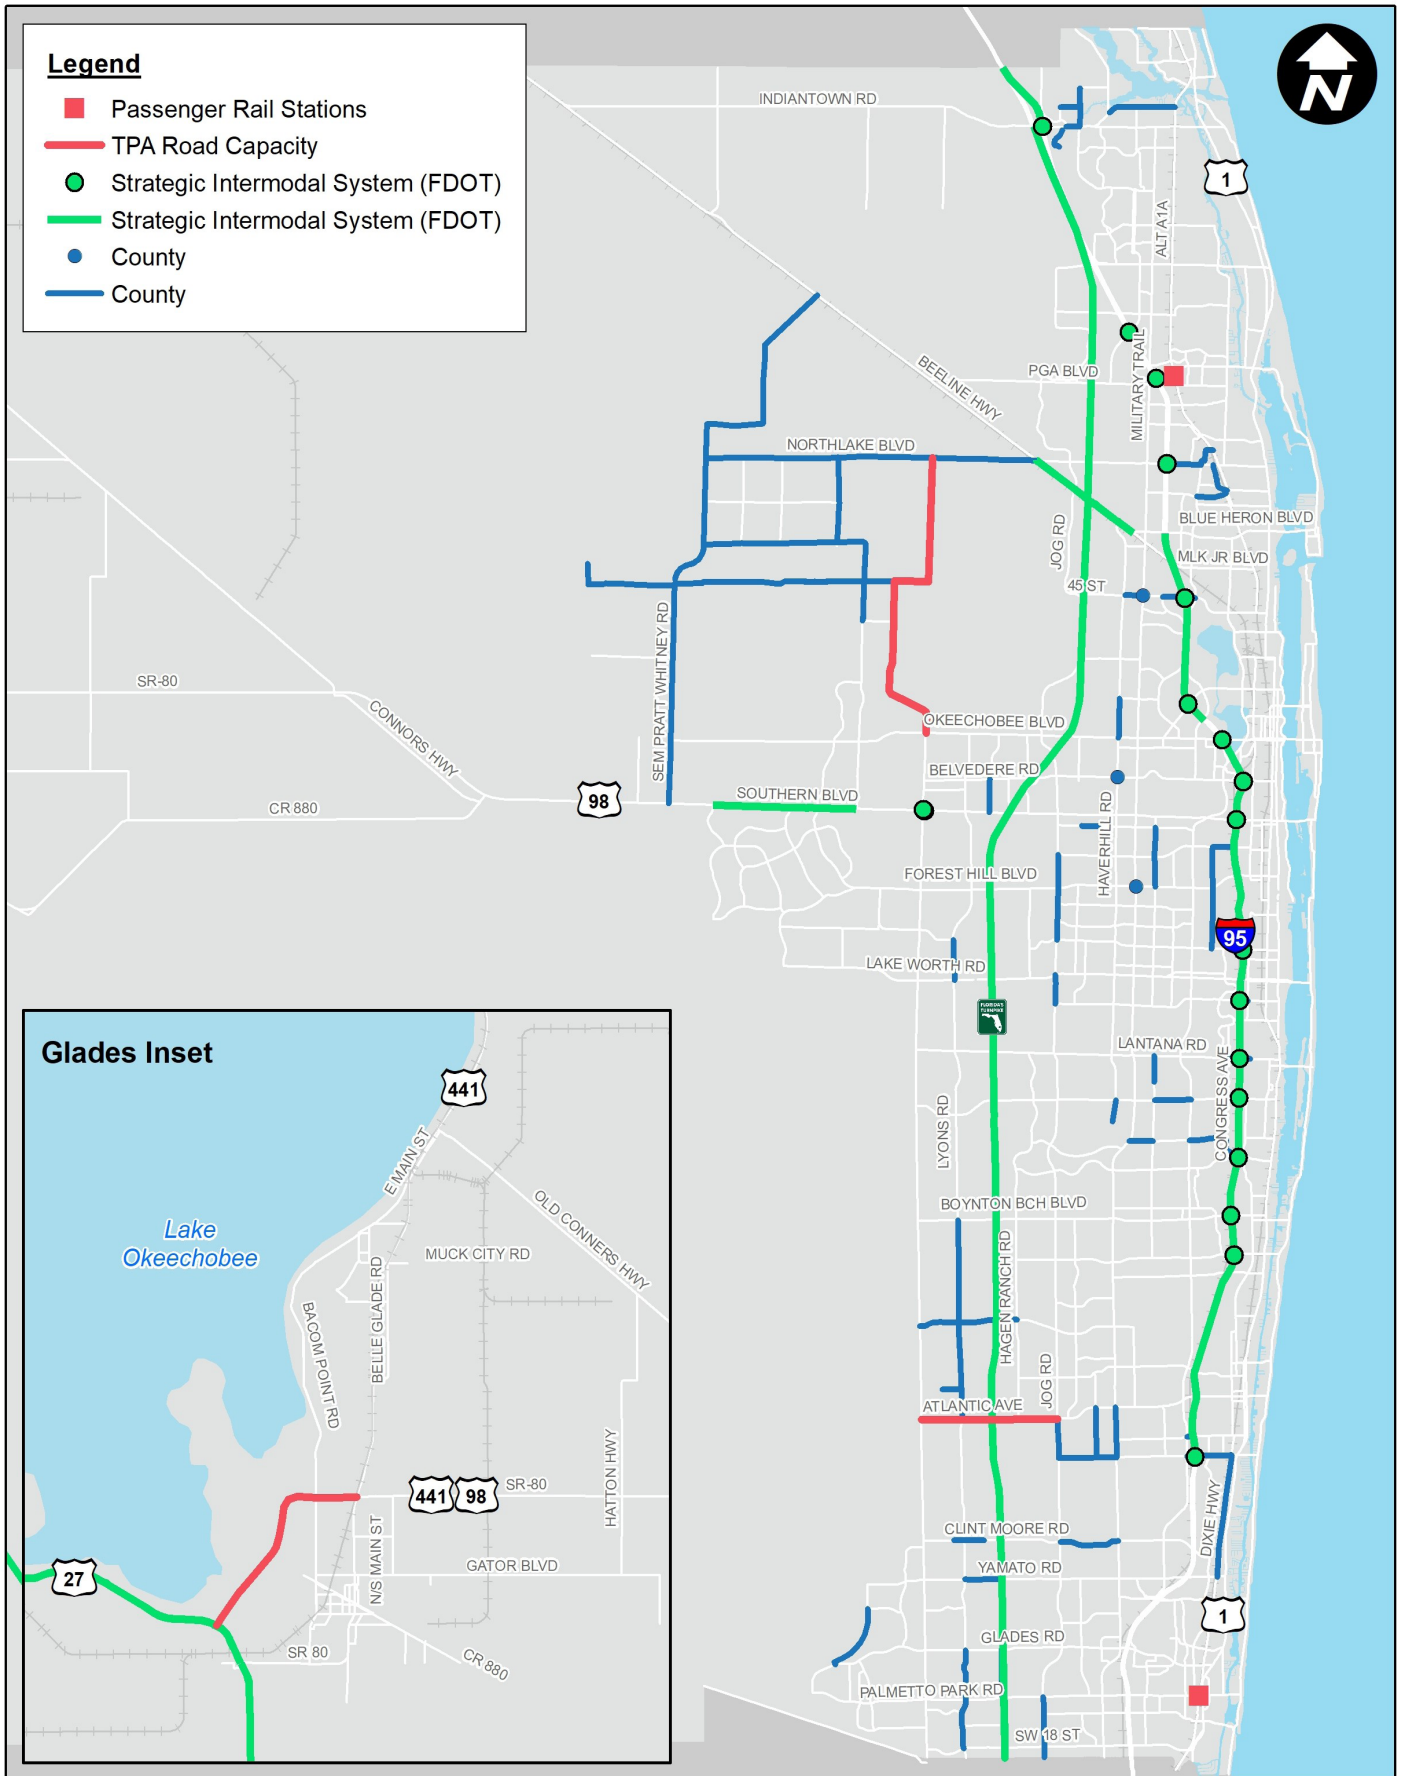 Legend
Passenger Rail Stations
TPA Road Capacity
Strategic Intermodal System (FDOT)
Strategic Intermodal System (FDOT)
County
County
N
INDIANTOWN RD
1
ALT A1A
MILITARY TRAIL
PGA BLVD
BEELINE HWY
NORTHLAKE BLVD
BLUE HERON BLVD
JOG RD
MLK JR BLVD
45 ST
SEM PRATT WHITNEY RD
SR-80
CONNORS HWY
OKEECHOBEE BLVD
BELVEDERE RD
SOUTHERN BLVD
98
CR 880
HAVERHILL RD
FOREST HILL BLVD
95
LAKE WORTH RD
FLORIDA'S
TURNPIKE
LANTANA RD
CONGRESS AVE
LYONS RD
BOYNTON BCH BLVD
HAGEN RANCH RD
JOG RD
ATLANTIC AVE
DIXIE HWY
CLINT MOORE RD
YAMATO RD
1
GLADES RD
PALMETTO PARK RD
SW 18 ST
Glades Inset
441
E MAIN ST
Lake
Okeechobee
OLD CONNERS HWY
MUCK CITY RD
BELLE GLADE RD
BACOM POINT RD
HATTON HWY
441
98
SR-80
N/S MAIN ST
GATOR BLVD
27
SR 80
CR 880